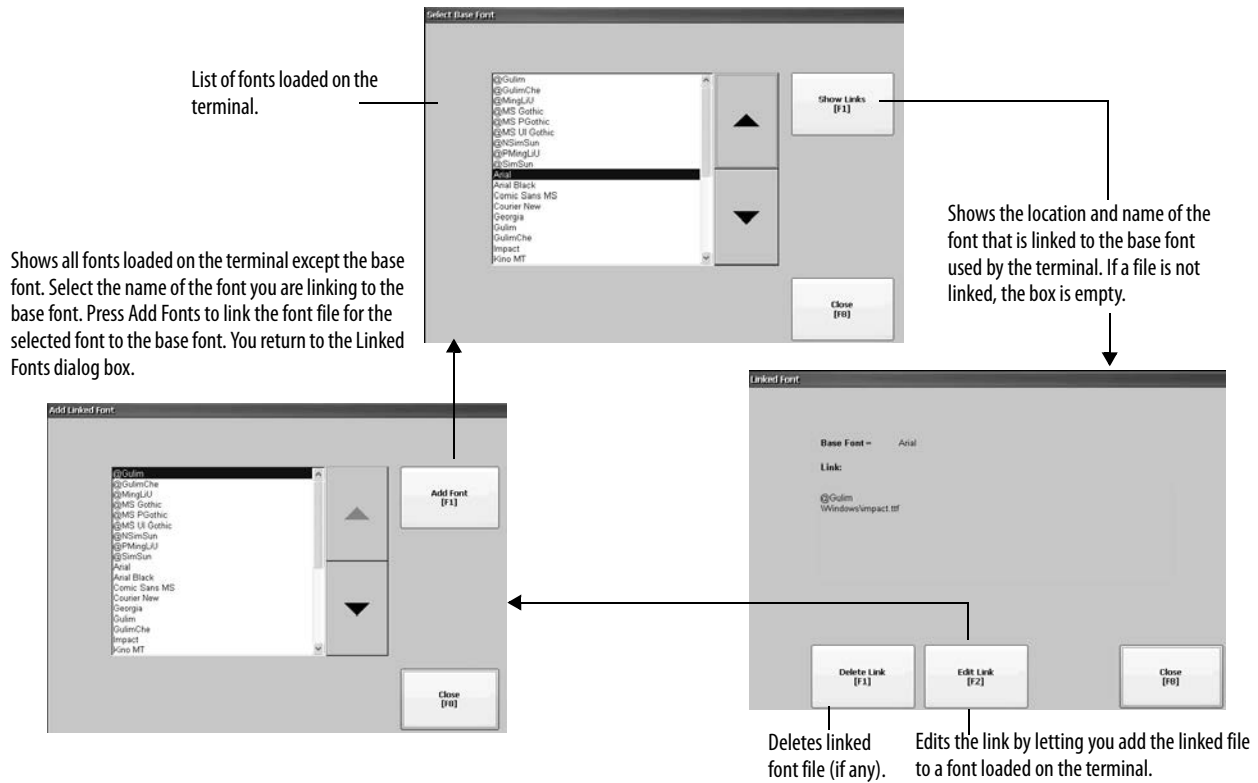 Select Base Font
List of fonts loaded on the
terminal.
@Gulim
@GulimChe
@MingLiU
@MS Gothic
@MS PGothic
@MS UI Gothic
@NSimSun
@PMingLiU
@SimSun
Arial
Arial Black
Comic Sans MS
Courier New
Georgia
Gulim
GulimChe
Impact
Kino MT
Show Links
[F1]
Close
[F8]
Shows the location and name of the
font that is linked to the base font
used by the terminal. If a file is not
linked, the box is empty.
Shows all fonts loaded on the terminal except the base
font. Select the name of the font you are linking to the
base font. Press Add Fonts to link the font file for the
selected font to the base font. You return to the Linked
Fonts dialog box.
Add Linked Font
@Gulim
@GulimChe
@MingLiU
@MS Gothic
@MS PGothic
@MS UI Gothic
@NSimSun
@PMingLiU
@SimSun
Arial
Arial Black
Comic Sans MS
Courier New
Georgia
Gulim
GulimChe
Impact
Kino MT
Add Font
[F1]
Close
[F8]
Linked Font
Base Font – Arial
Link:
@Gulim
\Windows\impact.ttf
Delete Link
[F1]
Edit Link
[F2]
Close
[F8]
Deletes linked
font file (if any).
Edits the link by letting you add the linked file
to a font loaded on the terminal.